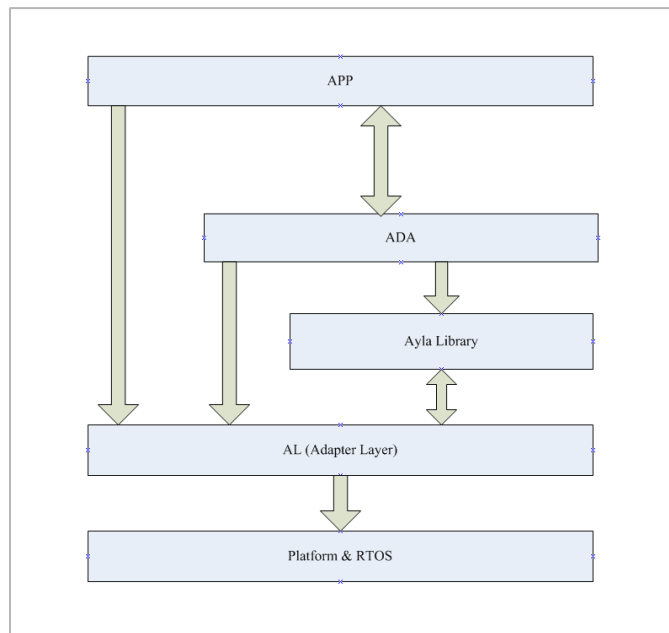 APP
ADA
Ayla Library
AL (Adapter Layer)
Platform & RTOS